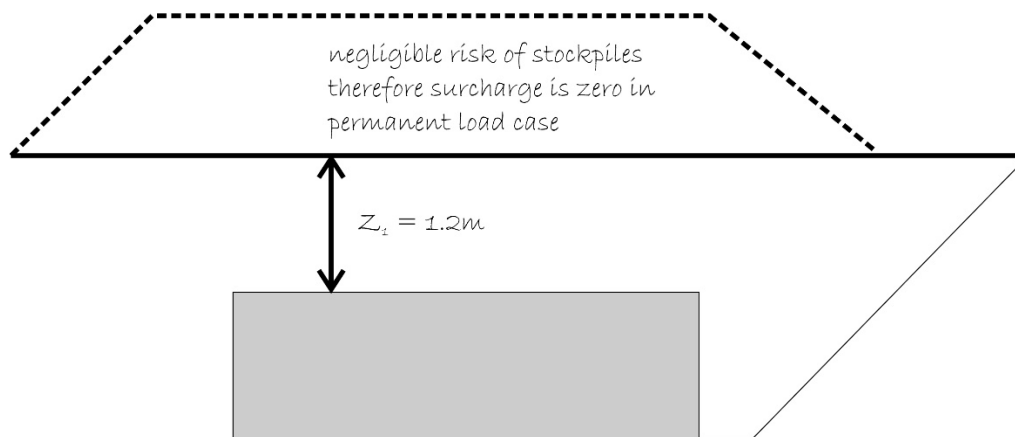 negligible risk of stockpiles
therefore surcharge is zero in
permanent load case
Z₁ = 1.2m